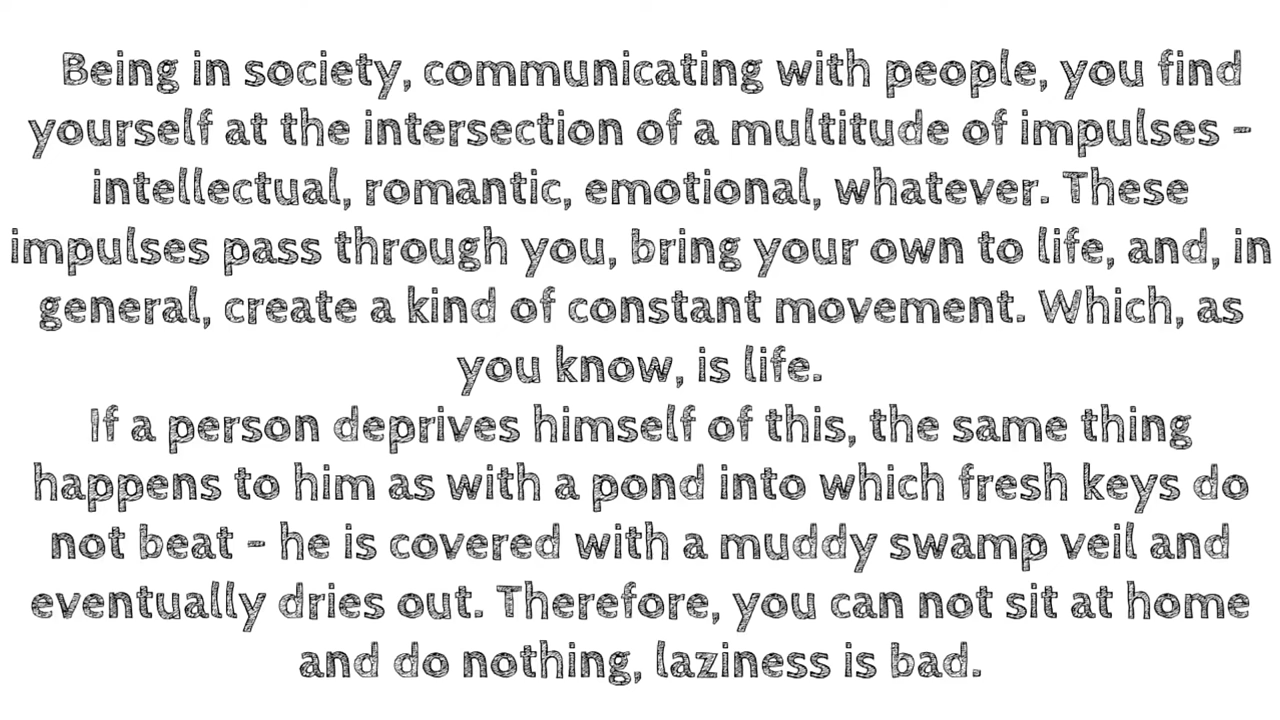 Being in society, communicating with people, you find
yourself at the intersection of a multitude of impulses -
intellectual, romantic, emotional, whatever. These
impulses pass through you, bring your own to life, and, in
general, create a kind of constant movement. Which, as
you know, is life.
If a person deprives himself of this, the same thing
happens to him as with a pond into which fresh keys do
not beat - he is covered with a muddy swamp veil and
eventually dries out. Therefore, you can not sit at home
and do nothing, laziness is bad.